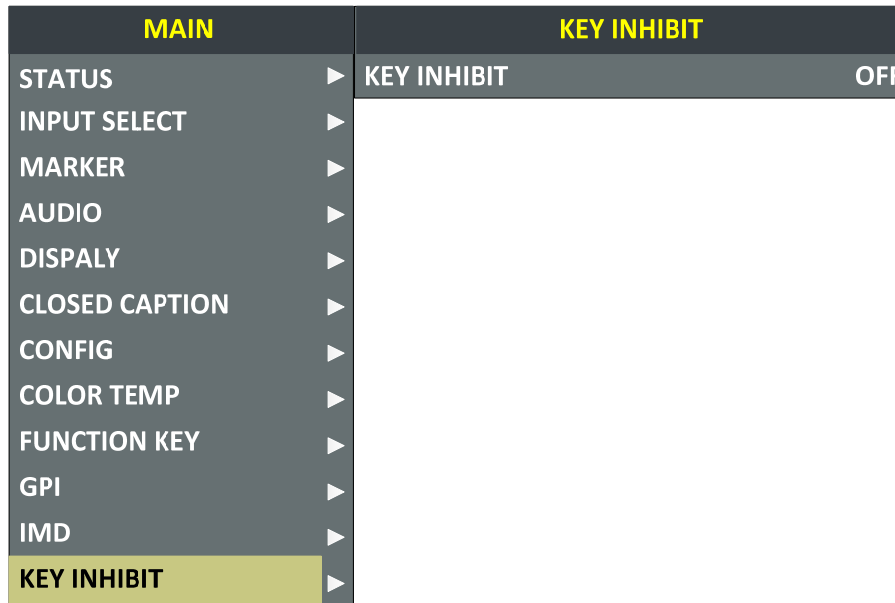 MAIN
KEY INHIBIT
STATUS
KEY INHIBIT OFF
INPUT SELECT
MARKER
AUDIO
DISPALY
CLOSED CAPTION
CONFIG
COLOR TEMP
FUNCTION KEY
GPI
IMD
KEY INHIBIT